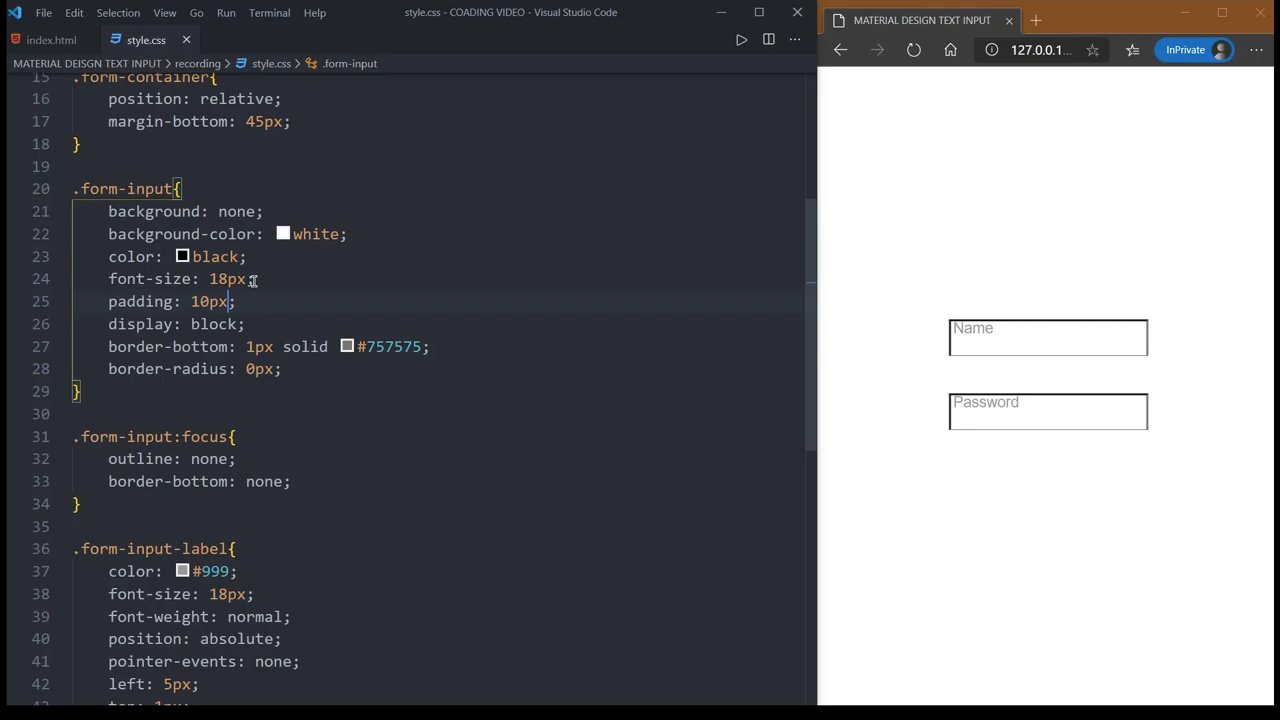 File Edit Selection View Go Run Terminal Help style.css - COADING VIDEO - Visual Studio Code
index.html style.css
MATERIAL DEISGN TEXT INPUT > recording > style.css > .form-input
15 .form-container{
16 position: relative;
17 margin-bottom: 45px;
18 }
19
20 .form-input{
21 background: none;
22 background-color: white;
23 color: black;
24 font-size: 18px;
25 padding: 10px;
26 display: block;
27 border-bottom: 1px solid #757575;
28 border-radius: 0px;
29 }
30
31 .form-input:focus{
32 outline: none;
33 border-bottom: none;
34 }
35
36 .form-input-label{
37 color: #999;
38 font-size: 18px;
39 font-weight: normal;
40 position: absolute;
41 pointer-events: none;
42 left: 5px;
MATERIAL DESIGN TEXT INPUT
127.0.0.1... InPrivate
Name
Password